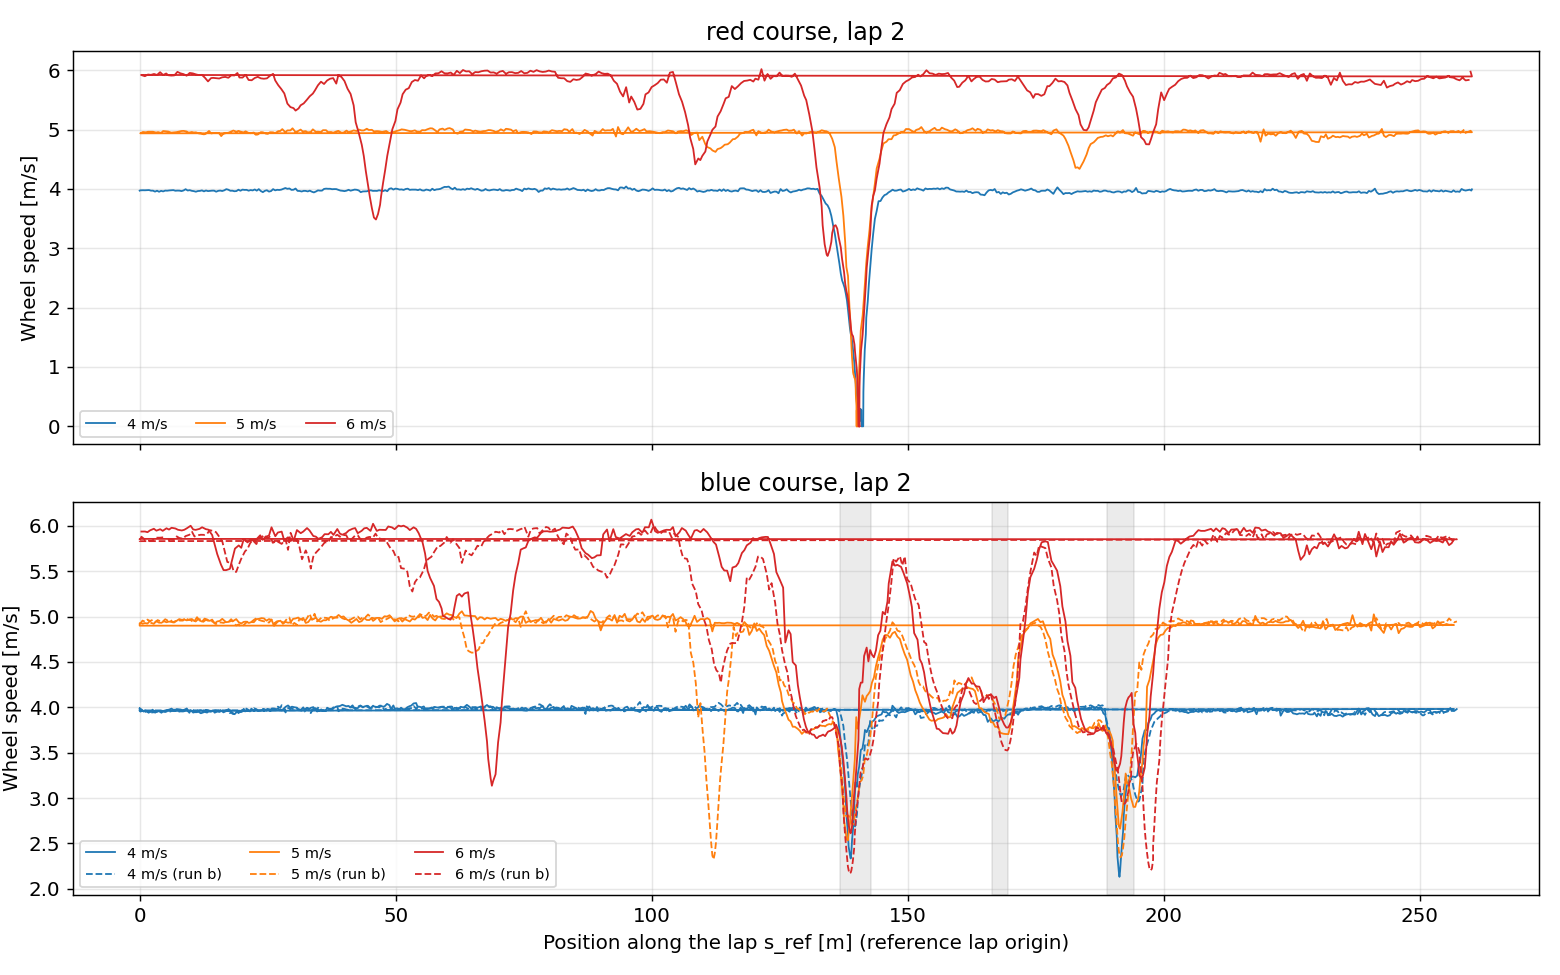 red course, lap 2
Wheel speed [m/s]
6
5
4
3
2
1
0
4 m/s 5 m/s 6 m/s
blue course, lap 2
Wheel speed [m/s]
6.0
5.5
5.0
4.5
4.0
3.5
3.0
2.5
2.0
4 m/s 5 m/s 6 m/s
4 m/s (run b) 5 m/s (run b) 6 m/s (run b)
0 50 100 150 200 250
Position along the lap s_ref [m] (reference lap origin)